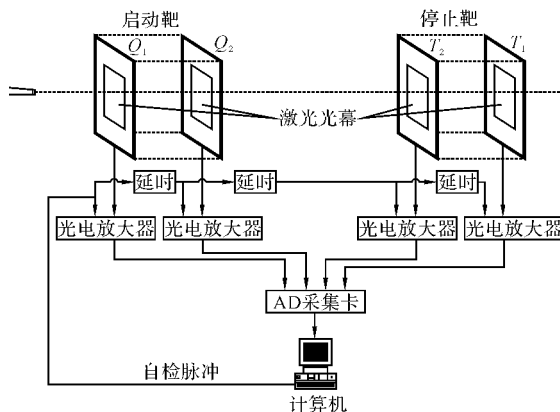 启动靶
停止靶
Q₁
Q₂
T₂
T₁
激光光幕
延时
延时
延时
光电放大器
光电放大器
光电放大器
光电放大器
AD采集卡
自检脉冲
计算机